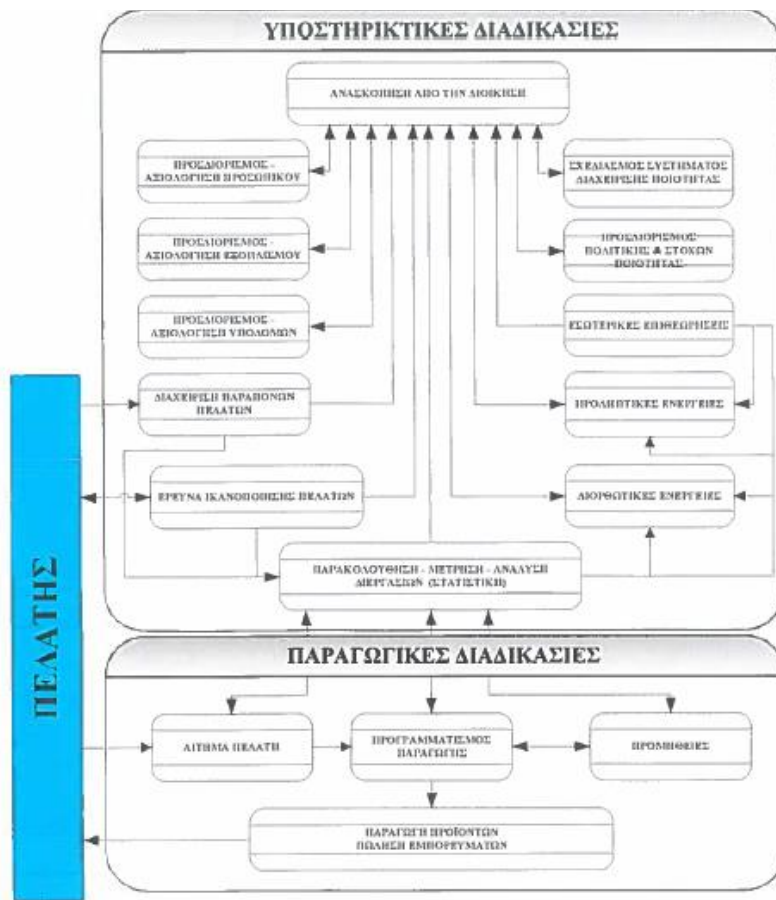 ΥΠΟΣΤΗΡΙΚΤΙΚΕΣ ΔΙΑΔΙΚΑΣΙΕΣ
ΑΝΑΣΚΟΠΗΣΗ ΑΠΟ ΤΗΝ ΔΙΟΙΚΗΣΗ
ΠΡΟΣΔΙΟΡΙΣΜΟΣ -
ΑΞΙΟΛΟΓΗΣΗ ΠΡΟΣΩΠΙΚΟΥ
ΣΧΕΔΙΑΣΜΟΣ ΣΥΣΤΗΜΑΤΟΣ
ΔΙΑΧΕΙΡΙΣΗΣ ΠΟΙΟΤΗΤΑΣ
ΠΡΟΣΔΙΟΡΙΣΜΟΣ -
ΑΞΙΟΛΟΓΗΣΗ ΕΞΟΠΛΙΣΜΟΥ
ΠΡΟΣΔΙΟΡΙΣΜΟΣ
ΠΟΛΙΤΙΚΗΣ & ΣΤΟΧΩΝ
ΠΟΙΟΤΗΤΑΣ
ΠΡΟΣΔΙΟΡΙΣΜΟΣ -
ΑΞΙΟΛΟΓΗΣΗ ΥΠΟΔΟΜΩΝ
ΕΣΩΤΕΡΙΚΕΣ ΕΠΙΘΕΩΡΗΣΕΙΣ
ΔΙΑΧΕΙΡΙΣΗ ΠΑΡΑΠΟΝΩΝ
ΠΕΛΑΤΩΝ
ΠΡΟΛΗΠΤΙΚΕΣ ΕΝΕΡΓΕΙΕΣ
ΕΡΕΥΝΑ ΙΚΑΝΟΠΟΙΗΣΗΣ ΠΕΛΑΤΩΝ
ΔΙΟΡΘΩΤΙΚΕΣ ΕΝΕΡΓΕΙΕΣ
ΠΑΡΑΚΟΛΟΥΘΗΣΗ - ΜΕΤΡΗΣΗ - ΑΝΑΛΥΣΗ
ΔΙΕΡΓΑΣΙΩΝ (ΣΤΑΤΙΣΤΙΚΗ)
ΠΕΛΑΤΗΣ
ΠΑΡΑΓΩΓΙΚΕΣ ΔΙΑΔΙΚΑΣΙΕΣ
ΑΙΤΗΜΑ ΠΕΛΑΤΗ
ΠΡΟΓΡΑΜΜΑΤΙΣΜΟΣ
ΠΑΡΑΓΩΓΗΣ
ΠΡΟΜΗΘΕΙΕΣ
ΠΑΡΑΓΩΓΗ ΠΡΟΪΟΝΤΩΝ
ΠΩΛΗΣΗ ΕΜΠΟΡΕΥΜΑΤΩΝ